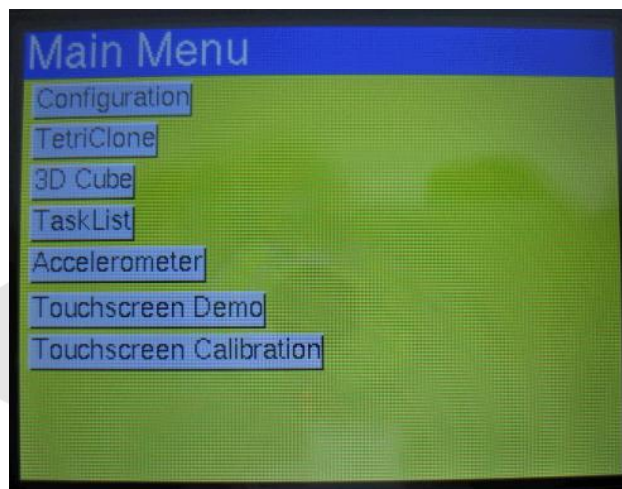 Main Menu
Configuration
TetriClone
3D Cube
TaskList
Accelerometer
Touchscreen Demo
Touchscreen Calibration